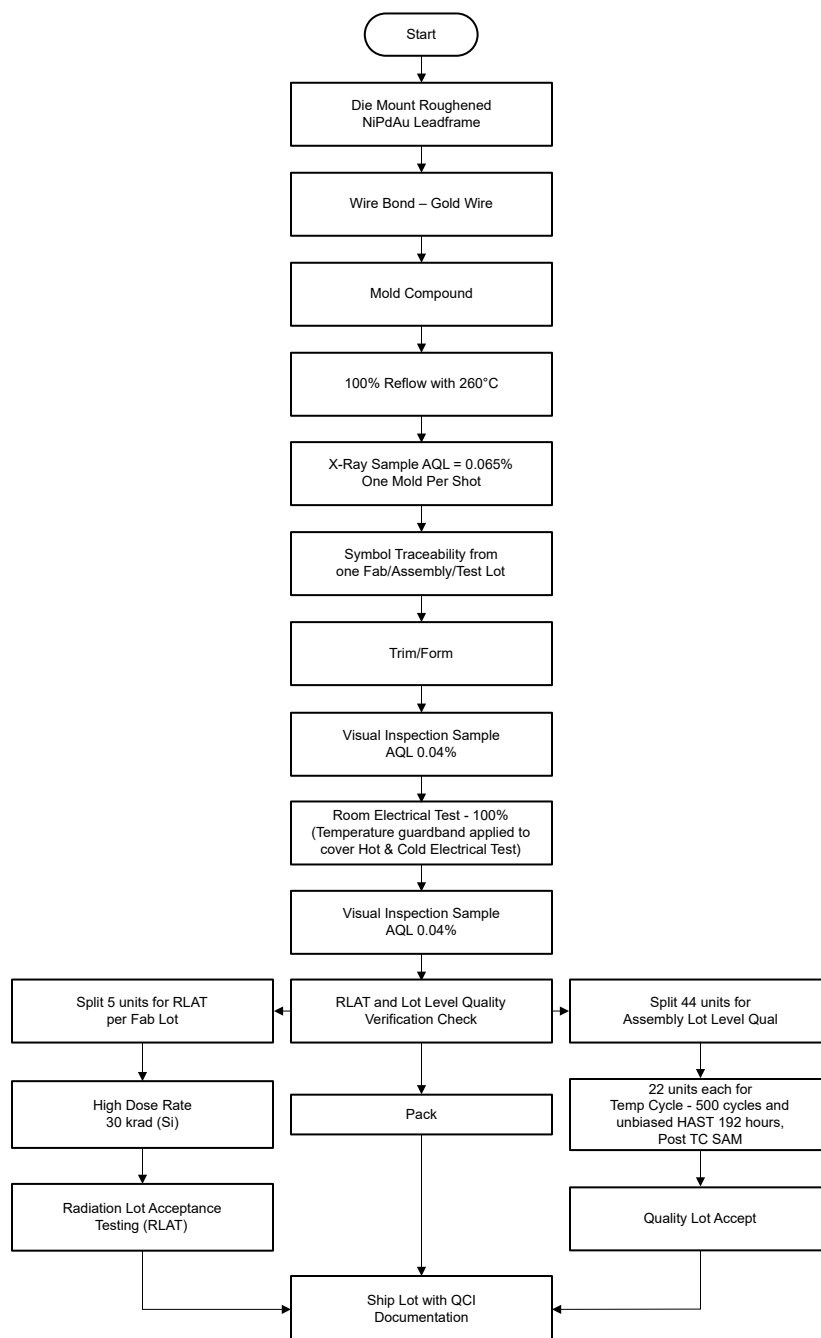 Start
Die Mount Roughened
NiPdAu Leadframe
Wire Bond – Gold Wire
Mold Compound
100% Reflow with 260°C
X-Ray Sample AQL = 0.065%
One Mold Per Shot
Symbol Traceability from
one Fab/Assembly/Test Lot
Trim/Form
Visual Inspection Sample
AQL 0.04%
Room Electrical Test - 100%
(Temperature guardband applied to
cover Hot & Cold Electrical Test)
Visual Inspection Sample
AQL 0.04%
Split 5 units for RLAT
per Fab Lot
RLAT and Lot Level Quality
Verification Check
Split 44 units for
Assembly Lot Level Qual
High Dose Rate
30 krad (Si)
Pack
22 units each for
Temp Cycle - 500 cycles and
unbiased HAST 192 hours,
Post TC SAM
Radiation Lot Acceptance
Testing (RLAT)
Quality Lot Accept
Ship Lot with QCI
Documentation